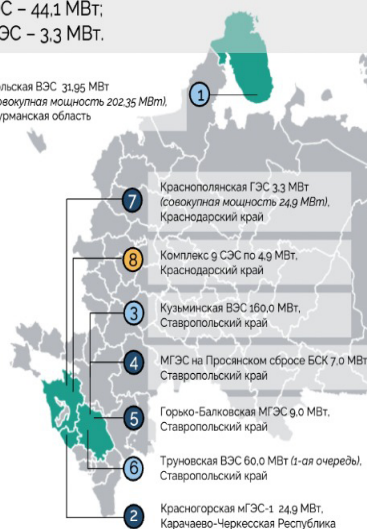 ЭС – 44,1 МВт;
ЭС – 3,3 МВт.
льская ВЭС 31,95 МВт
овокупная мощность 202,35 МВт),
урманская область
1
7
Краснополянская ГЭС 3,3 МВт
(совокупная мощность 24,9 МВт),
Краснодарский край
8
Комплекс 9 СЭС по 4,9 МВт,
Краснодарский край
3
Кузьминская ВЭС 160,0 МВт,
Ставропольский край
4
МГЭС на Просянском сбросе БСК 7,0 МВт
Ставропольский край
5
Горько-Балковская МГЭС 9,0 МВт,
Ставропольский край
6
Труновская ВЭС 60,0 МВт (1-ая очередь),
Ставропольский край
2
Красногорская мГЭС-1 24,9 МВт,
Карачаево-Черкесская Республика